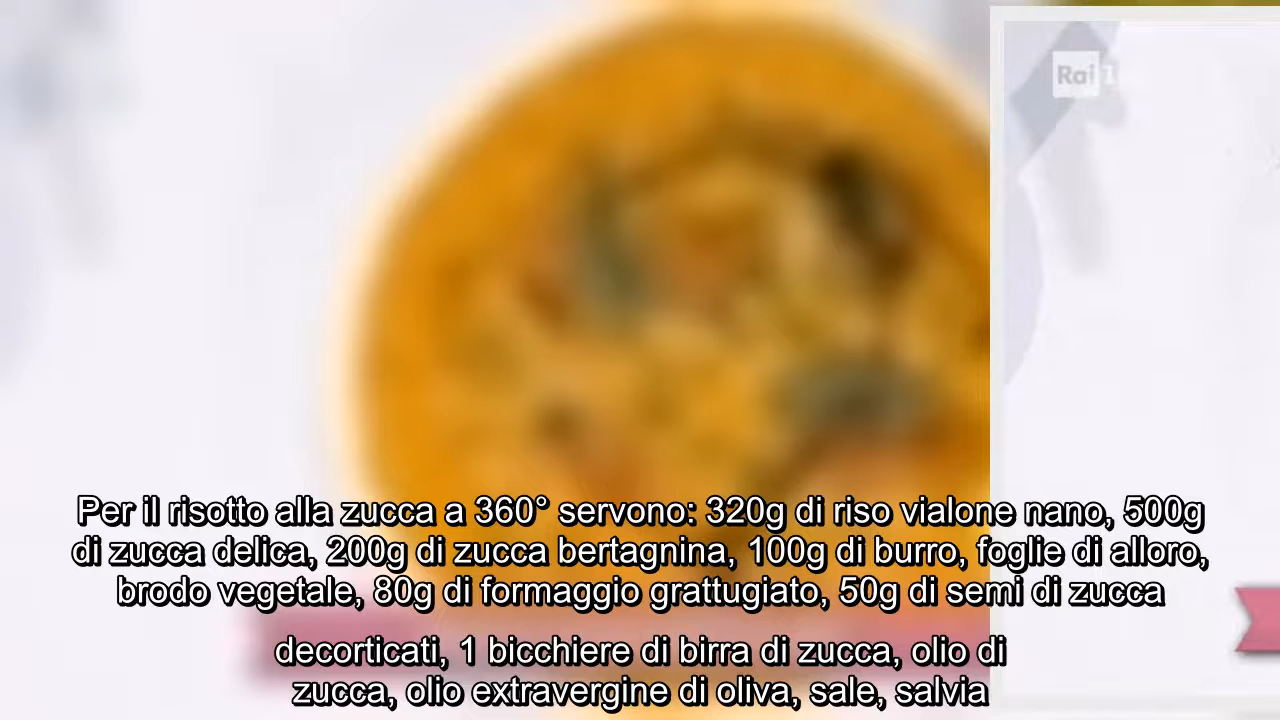 Rai 1
Per il risotto alla zucca a 360° servono: 320g di riso vialone nano, 500g
di zucca delica, 200g di zucca bertagnina, 100g di burro, foglie di alloro,
brodo vegetale, 80g di formaggio grattugiato, 50g di semi di zucca
decorticati, 1 bicchiere di birra di zucca, olio di
zucca, olio extravergine di oliva, sale, salvia